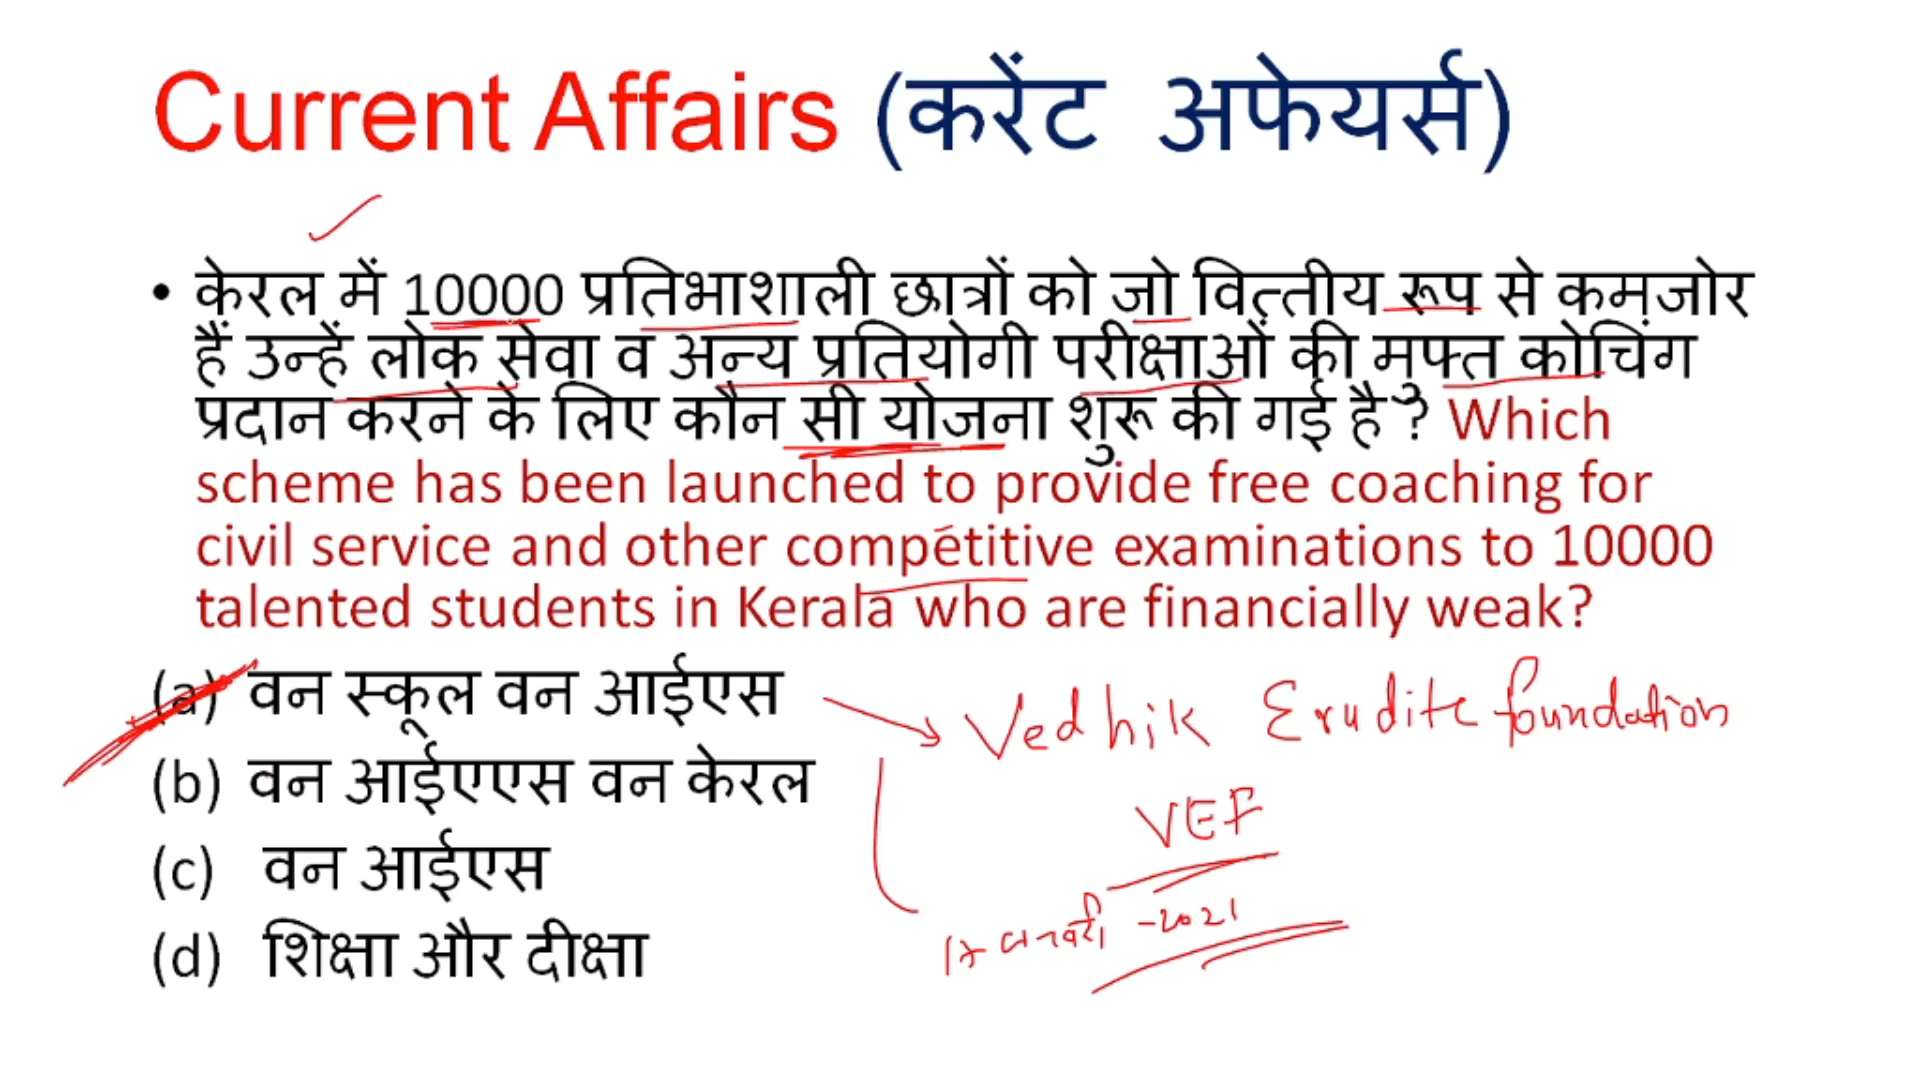 Current Affairs (करेंट अफेयर्स)
• केरल में 10000 प्रतिभाशाली छात्रों को जो वित्तीय रूप से कमजोर
हैं उन्हें लोक सेवा व अन्य प्रतियोगी परीक्षाओं की मुफ्त कोचिंग
प्रदान करने के लिए कौन सी योजना शुरू की गई है ? Which
scheme has been launched to provide free coaching for
civil service and other competitive examinations to 10000
talented students in Kerala who are financially weak?
(a) वन स्कूल वन आईएस
Vedhik Erudite foundation
(b) वन आईएएस वन केरल
VEF
(c) वन आईएस
-2021
(d) शिक्षा और दीक्षा